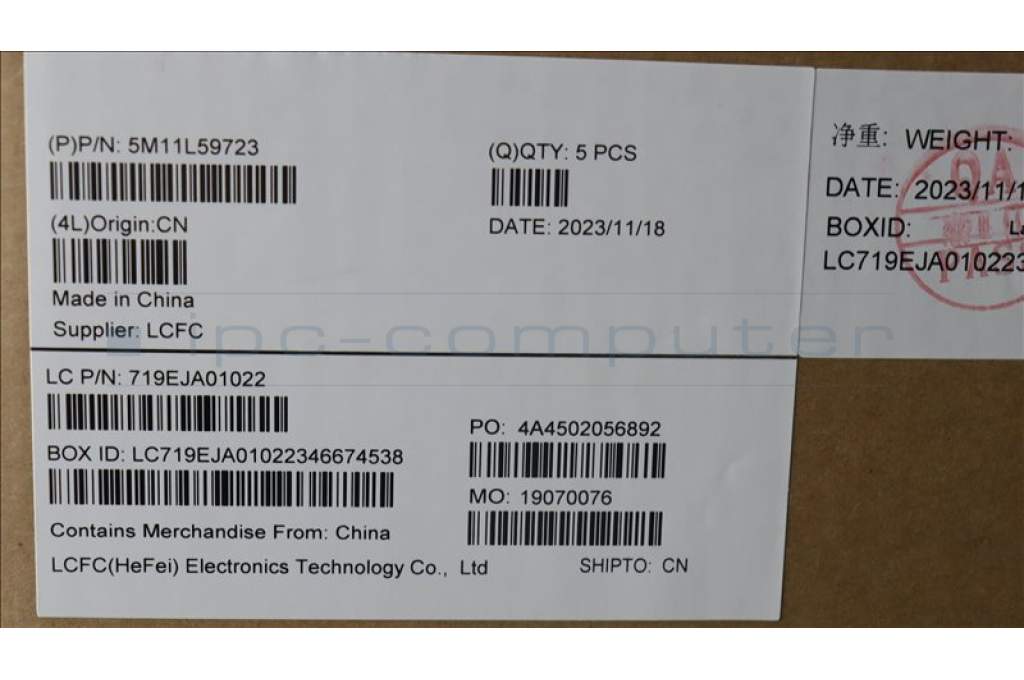 (P)P/N: 5M11L59723
(Q)QTY: 5 PCS
(4L)Origin:CN
DATE: 2023/11/18
Made in China
Supplier: LCFC
LC P/N: 719EJA01022
PO: 4A4502056892
BOX ID: LC719EJA01022346674538
MO: 19070076
Contains Merchandise From: China
LCFC(HeFei) Electronics Technology Co., Ltd
SHIPTO: CN
净重: WEIGHT:
DATE: 2023/11/1
BOXID:
LC719EJA010223
ipc-computer